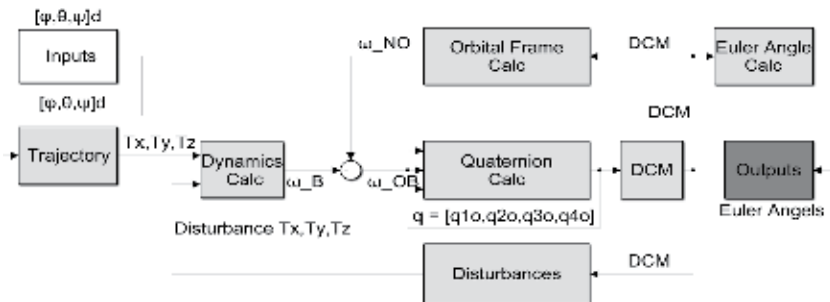 [φ,θ,ψ]d
Inputs
[φ,θ,ψ]d
Trajectory
Tx,Ty,Tz
Dynamics
Calc
ω_B
ω_NO
ω_OB
Orbital Frame
Calc
DCM
Euler Angle
Calc
DCM
Quaternion
Calc
DCM
Outputs
Euler Angels
q = [q1o,q2o,q3o,q4o]
Disturbance Tx,Ty,Tz
Disturbances
DCM